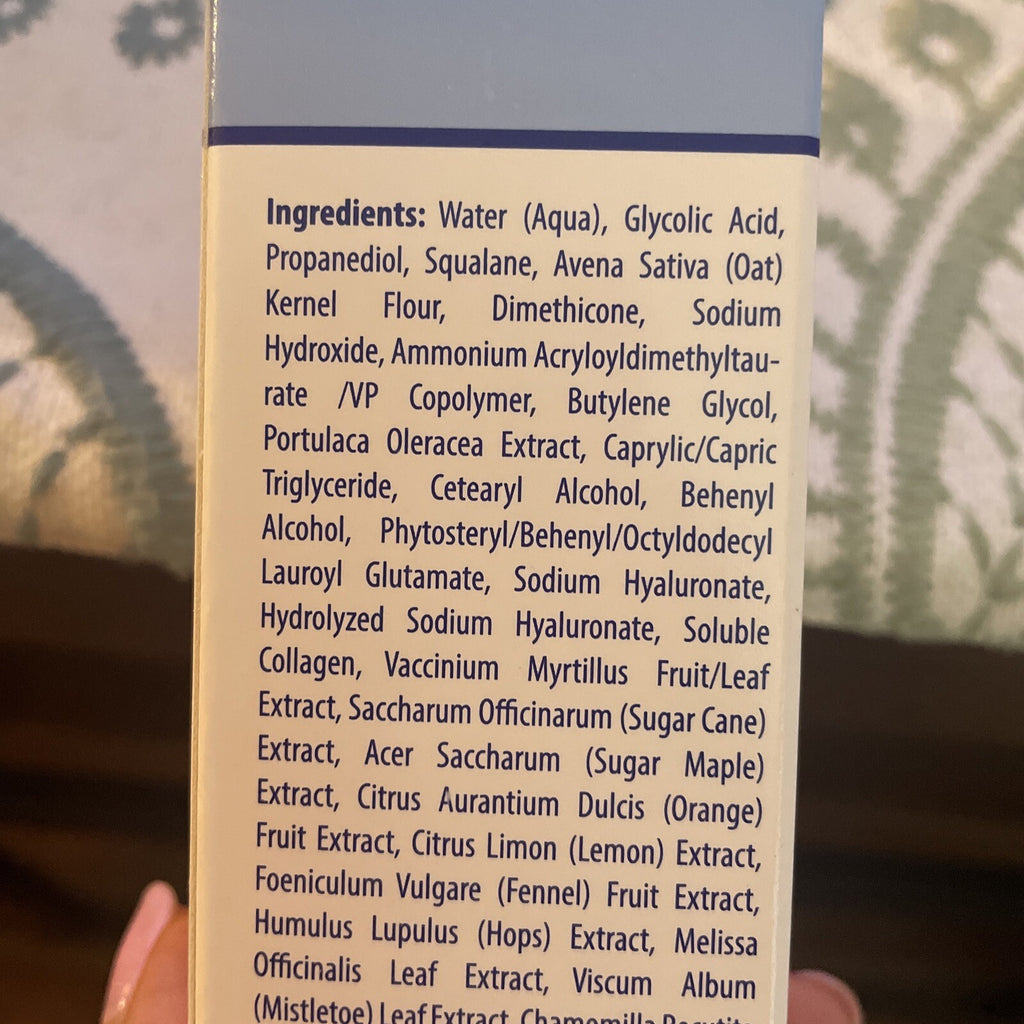 Ingredients: Water (Aqua), Glycolic Acid,
Propanediol, Squalane, Avena Sativa (Oat)
Kernel Flour, Dimethicone, Sodium
Hydroxide, Ammonium Acryloyldimethyltau-
rate /VP Copolymer, Butylene Glycol,
Portulaca Oleracea Extract, Caprylic/Capric
Triglyceride, Cetearyl Alcohol, Behenyl
Alcohol, Phytosteryl/Behenyl/Octyldodecyl
Lauroyl Glutamate, Sodium Hyaluronate,
Hydrolyzed Sodium Hyaluronate, Soluble
Collagen, Vaccinium Myrtillus Fruit/Leaf
Extract, Saccharum Officinarum (Sugar Cane)
Extract, Acer Saccharum (Sugar Maple)
Extract, Citrus Aurantium Dulcis (Orange)
Fruit Extract, Citrus Limon (Lemon) Extract,
Foeniculum Vulgare (Fennel) Fruit Extract,
Humulus Lupulus (Hops) Extract, Melissa
Officinalis Leaf Extract, Viscum Album
(Mistletoe) Leaf Extract, Chamomilla